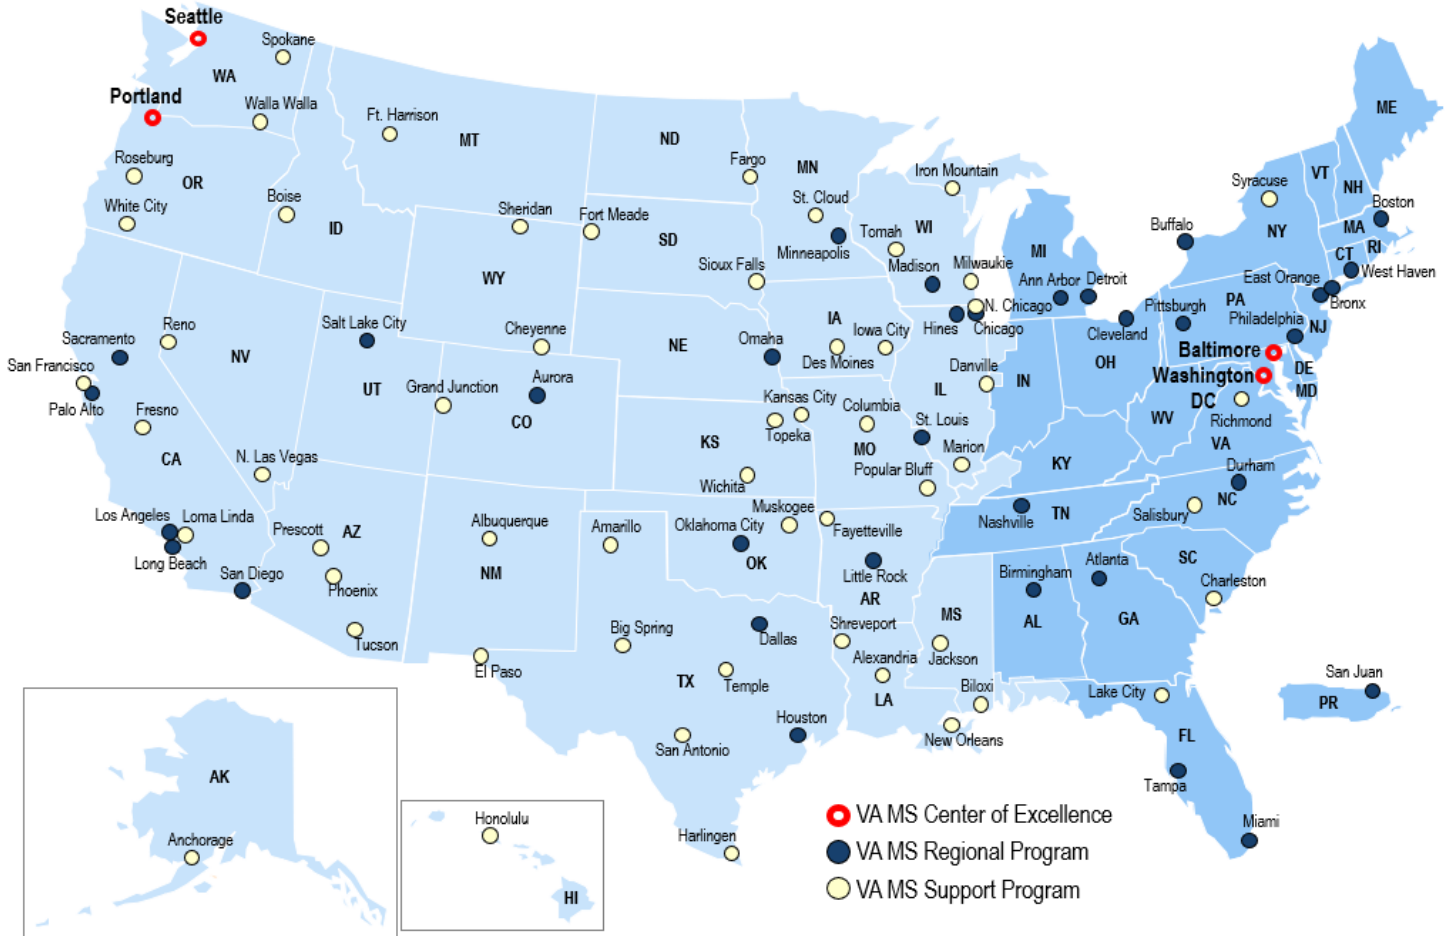 Seattle
Spokane
WA
Portland
Walla Walla
Ft. Harrison
MT
ND
ME
Roseburg
OR
White City
Boise
ID
Sheridan
Fort Meade
SD
Fargo
MN
St. Cloud
Minneapolis
Iron Mountain
WI
Tomah
Madison
Milwaukie
MI
Ann Arbor
Detroit
Buffalo
Syracuse
VT
NH
NY
Boston
MA
RI
CT
West Haven
East Orange
Bronx
WY
Sioux Falls
Sacramento
Reno
San Francisco
Palo Alto
Fresno
CA
NV
Salt Lake City
UT
Cheyenne
Grand Junction
Aurora
CO
NE
Omaha
IA
Iowa City
Des Moines
Hines
N. Chicago
Chicago
Danville
IL
IN
OH
Cleveland
Pittsburgh
PA
Philadelphia
NJ
Baltimore
Washington
DC
DE
MD
Richmond
WV
VA
N. Las Vegas
KS
Kansas City
Topeka
Wichita
Columbia
MO
St. Louis
Marion
Popular Bluff
KY
Durham
NC
Salisbury
Los Angeles
Loma Linda
Long Beach
San Diego
Prescott
AZ
Phoenix
Tucson
Albuquerque
NM
Amarillo
Oklahoma City
OK
Muskogee
Fayetteville
Little Rock
AR
Nashville
TN
Birmingham
AL
Atlanta
GA
SC
Charleston
El Paso
Big Spring
Dallas
TX
Temple
San Antonio
Houston
Harlingen
Shreveport
Alexandria
LA
MS
Jackson
Biloxi
New Orleans
Lake City
FL
Tampa
Miami
San Juan
PR
AK
Anchorage
Honolulu
HI
VA MS Center of Excellence
VA MS Regional Program
VA MS Support Program